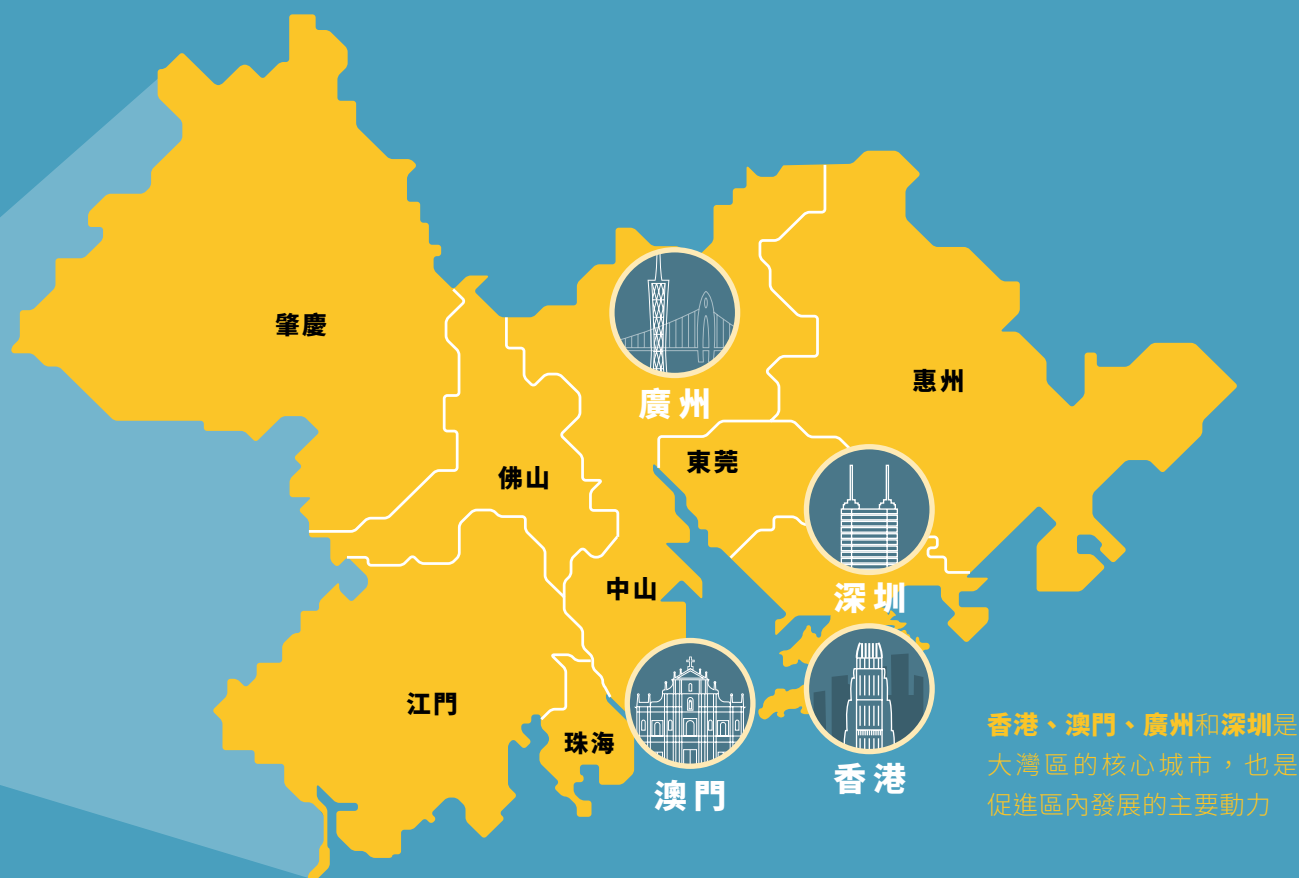 肇慶
惠州
廣州
東莞
佛山
中山
深圳
江門
珠海
澳門
香港
香港、澳門、廣州和深圳是
大灣區的核心城市，也是
促進區內發展的主要動力